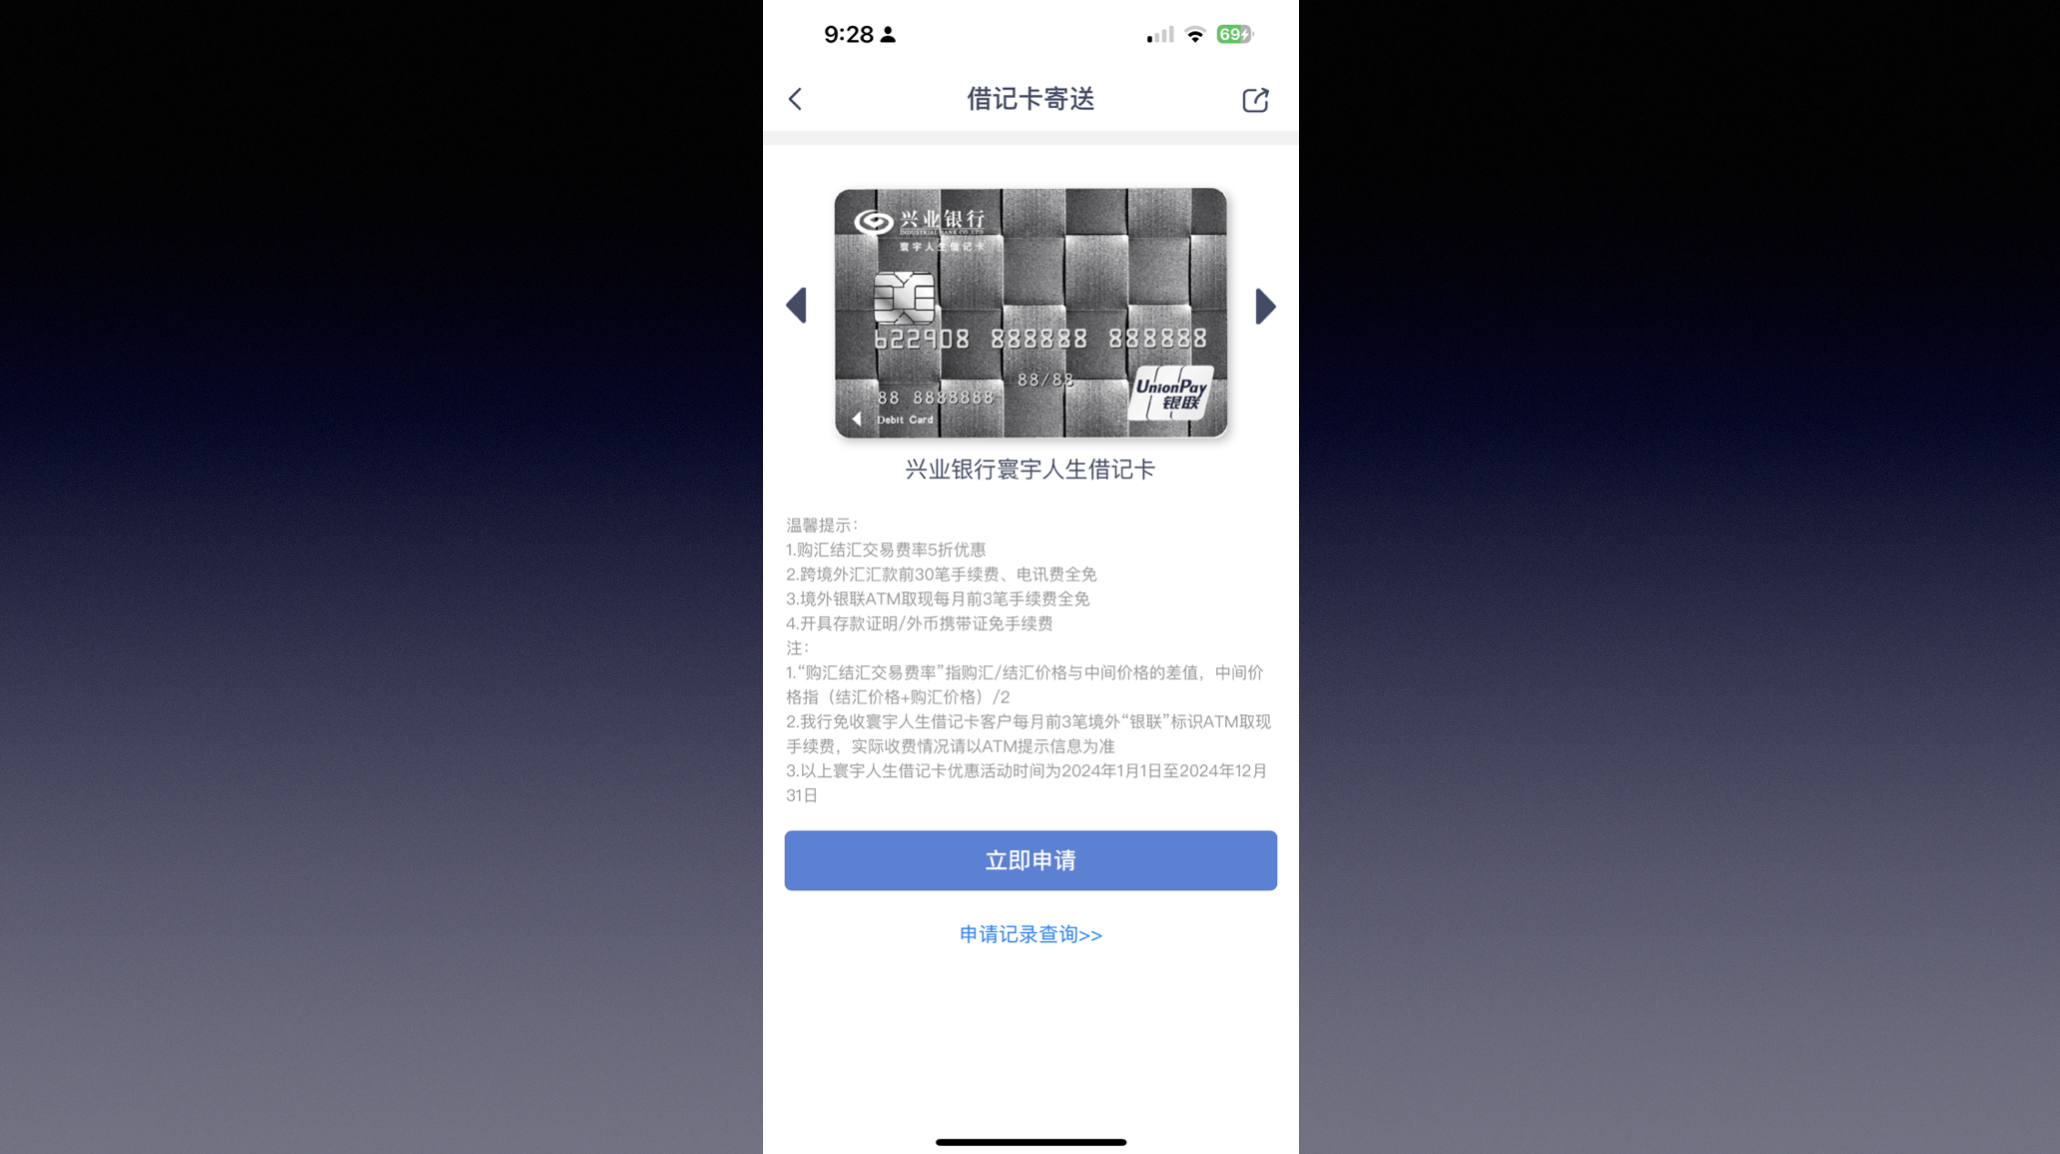 9:28
69
借记卡寄送
兴业银行
INDUSTRIAL BANK CO.,LTD.
寰宇人生借记卡
622908 888888 888888
88/88
88 8888888
Debit Card
UnionPay
银联
兴业银行寰宇人生借记卡
温馨提示：
1.购汇结汇交易费率5折优惠
2.跨境外汇汇款前30笔手续费、电讯费全免
3.境外银联ATM取现每月前3笔手续费全免
4.开具存款证明/外币携带证免手续费
注：
1.“购汇结汇交易费率”指购汇/结汇价格与中间价格的差值，中间价
格指（结汇价格+购汇价格）/2
2.我行免收寰宇人生借记卡客户每月前3笔境外“银联”标识ATM取现
手续费，实际收费情况请以ATM提示信息为准
3.以上寰宇人生借记卡优惠活动时间为2024年1月1日至2024年12月
31日
立即申请
申请记录查询>>